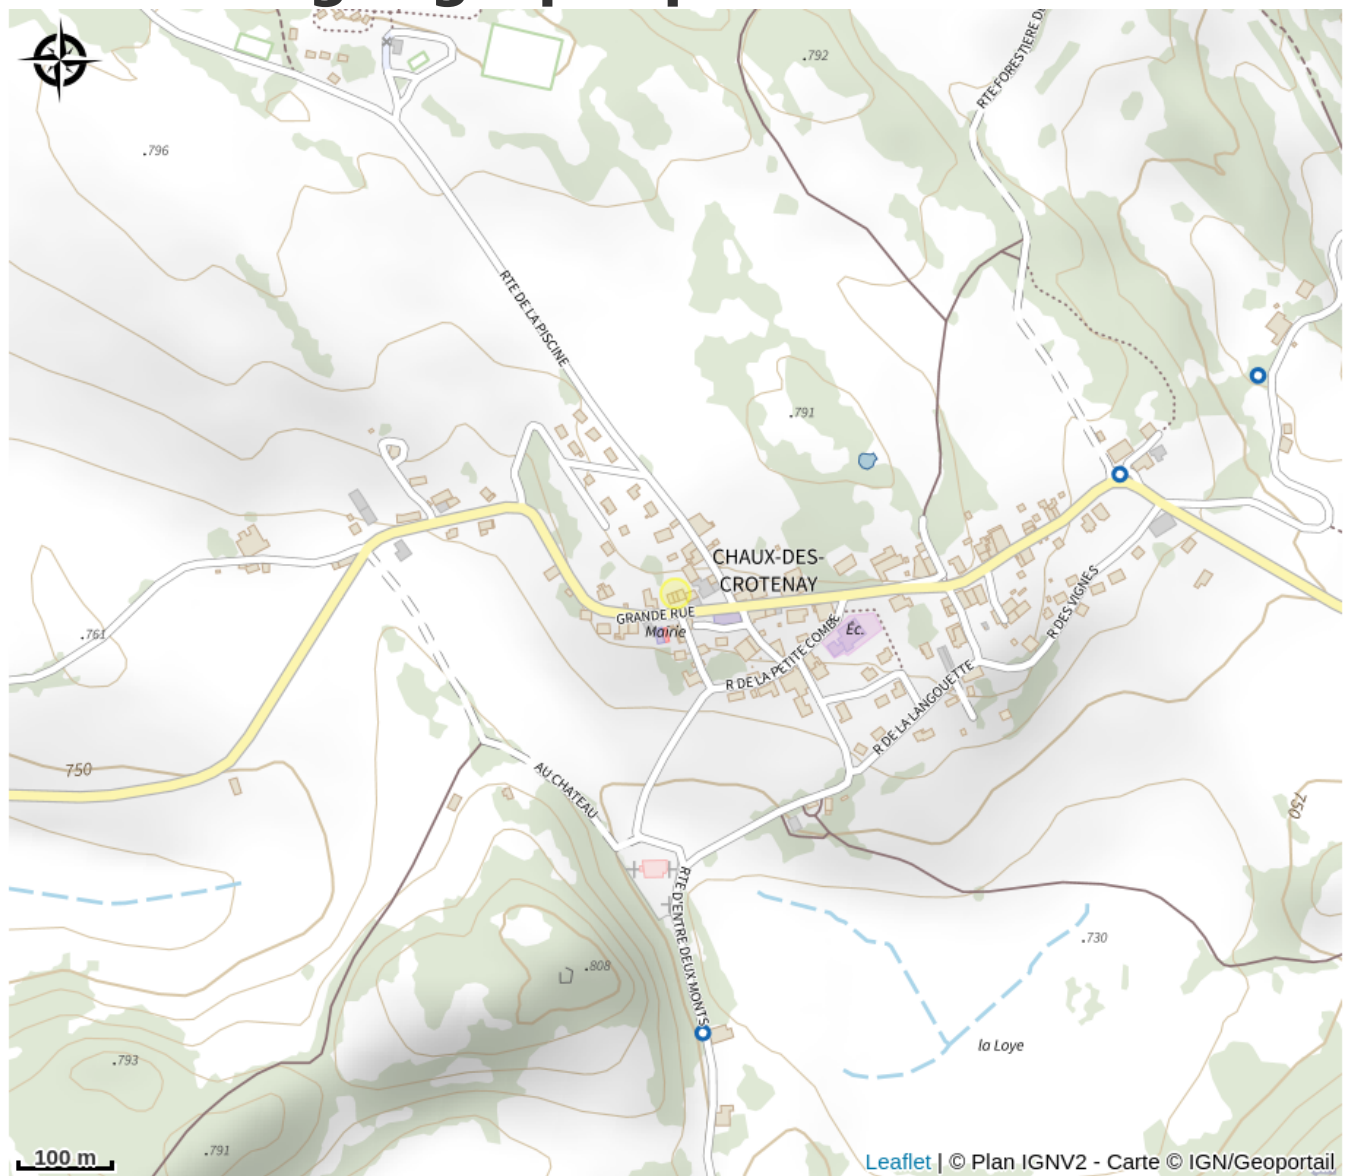 RTE FORESTIERE D
.792
.796
RTE DE LA PISCINE
.791
CHAUX-DES-
CROTENAY
GRANDE RUE
Mairie
Éc.
R DE LA PETITE COMBE
R DES VIGNES
R DE LA LANGOUETTE
.761
750
AU CHATEAU
750
RTE D'ENTRE DEUX MONTS
.808
.730
la Loye
.793
.791
100 m
Leaflet | © Plan IGNV2 - Carte © IGN/Geoportail